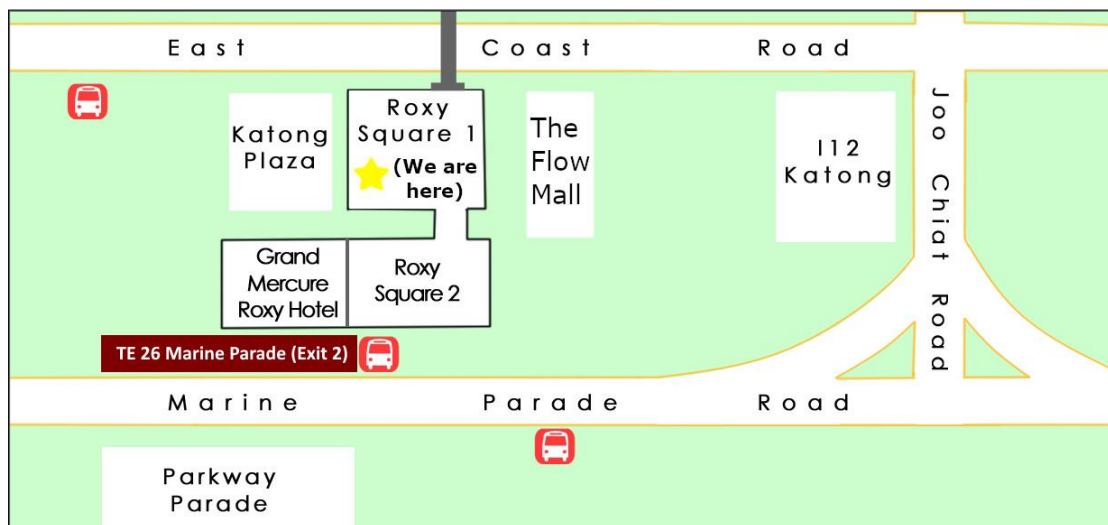 East Coast Road
Katong
Plaza
Roxy
Square 1
(We are
here)
The
Flow
Mall
I12
Katong
Joo Chiat Road
Grand
Mercure
Roxy Hotel
Roxy
Square 2
TE 26 Marine Parade (Exit 2)
Marine Parade Road
Parkway
Parade